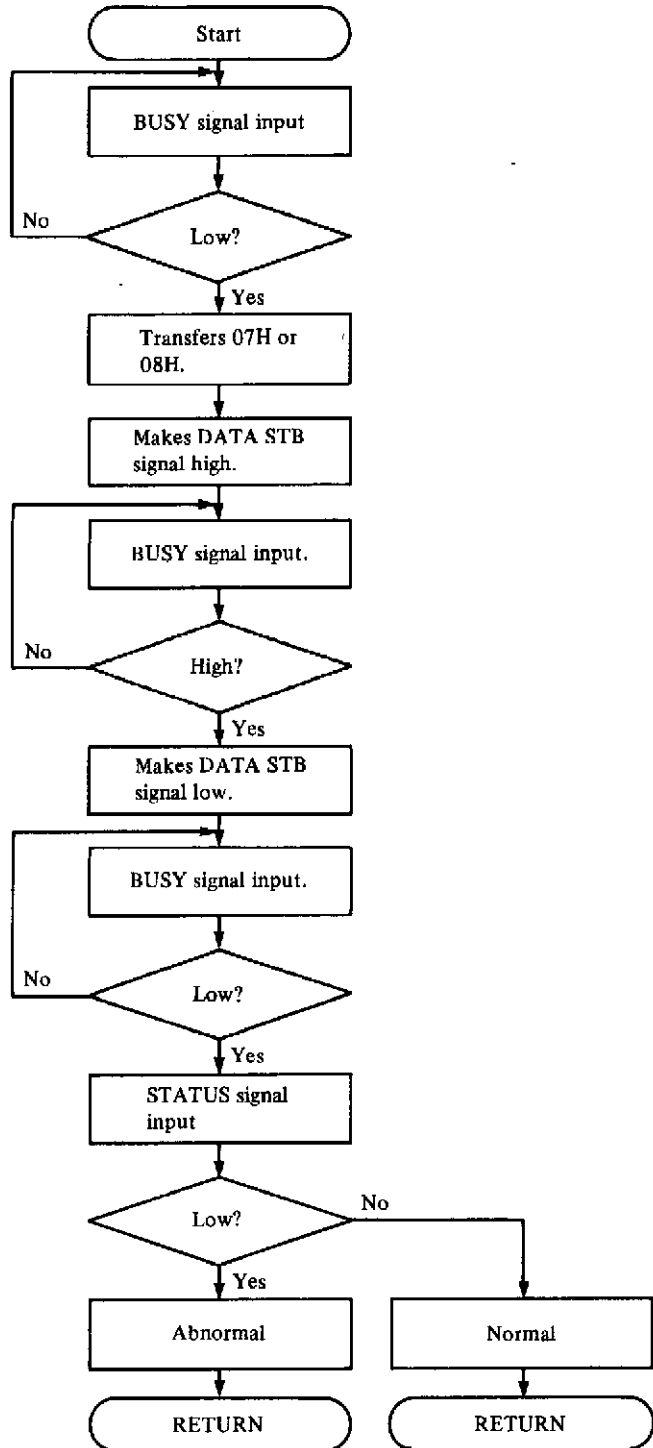 Start
BUSY signal input
No
Low?
Yes
Transfers 07H or
08H.
Makes DATA STB
signal high.
BUSY signal input.
No
High?
Yes
Makes DATA STB
signal low.
BUSY signal input.
No
Low?
Yes
STATUS signal
input
Low?
No
Yes
Abnormal
Normal
RETURN
RETURN